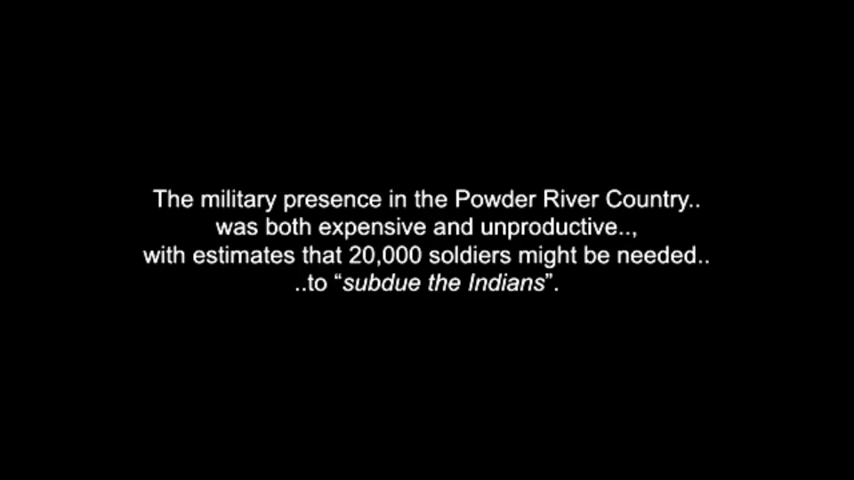 The military presence in the Powder River Country..
was both expensive and unproductive..,
with estimates that 20,000 soldiers might be needed..
..to “subdue the Indians”.